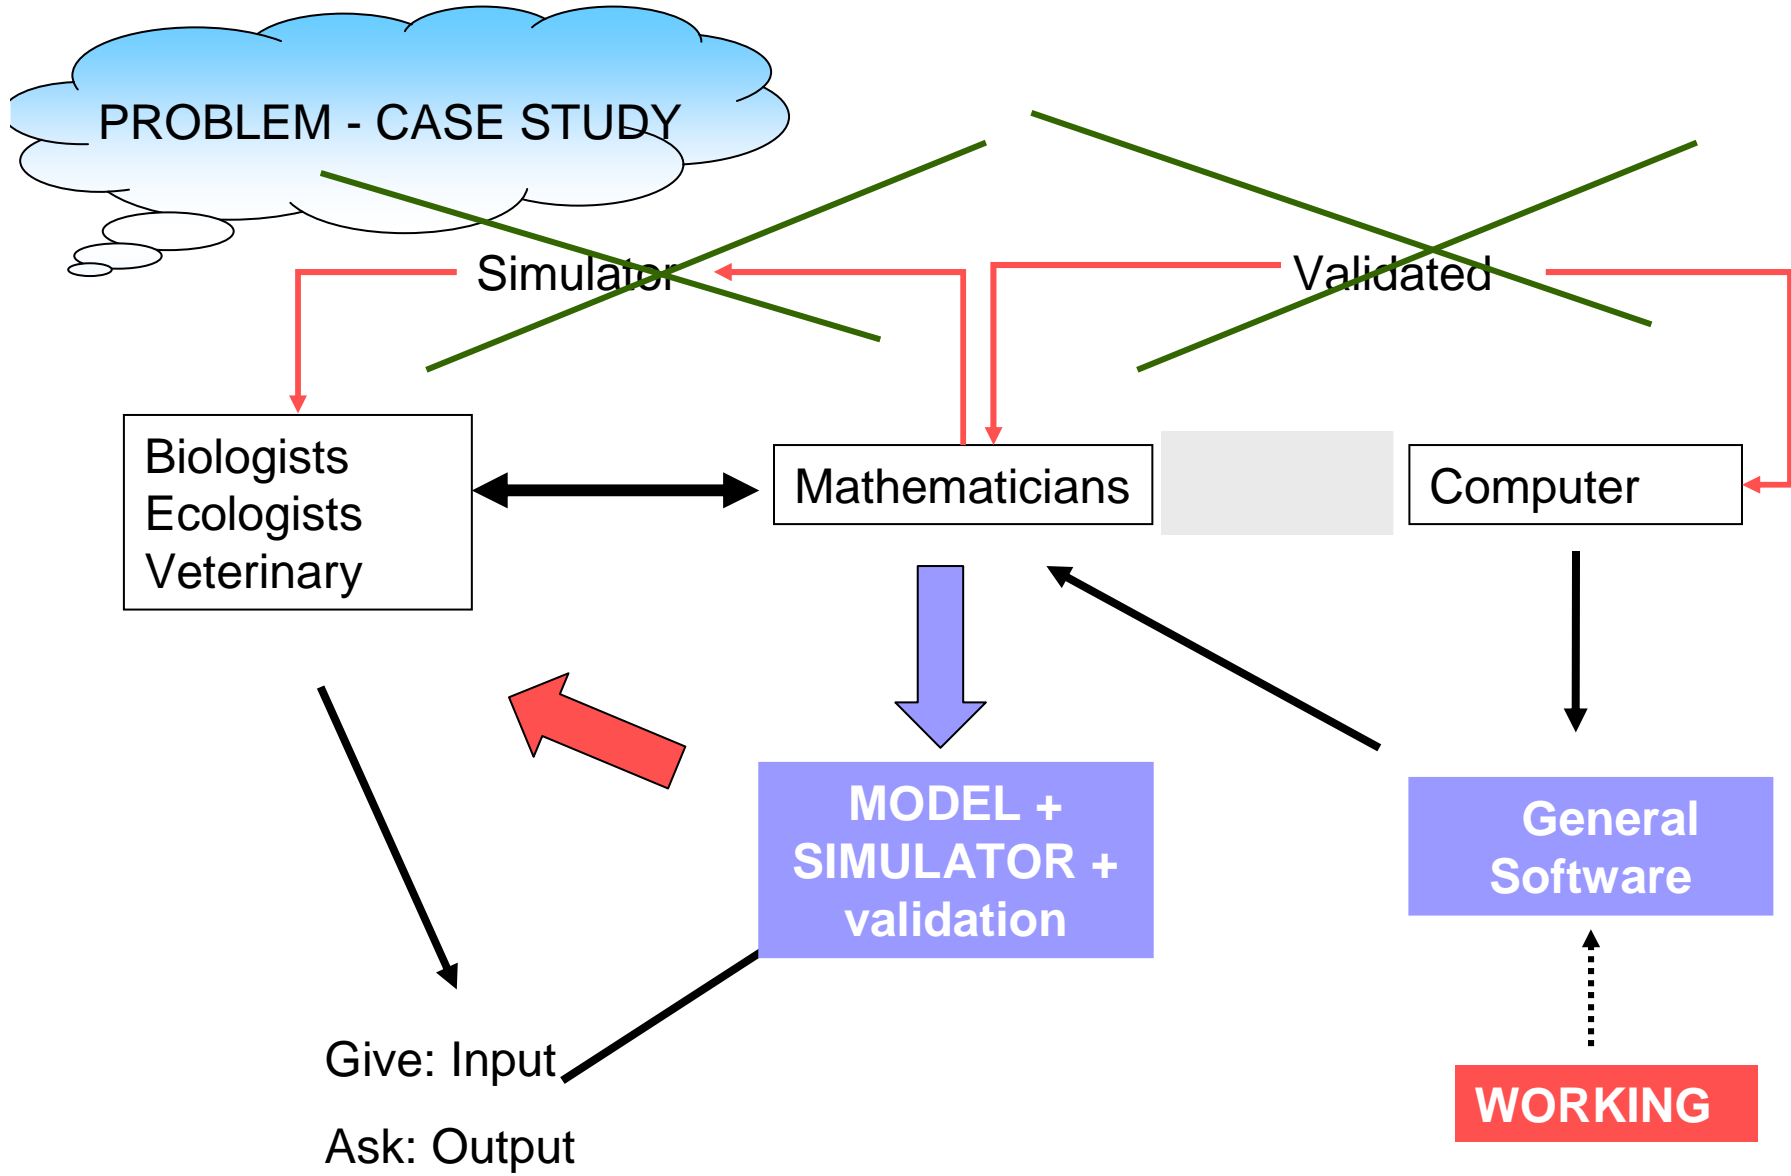 PROBLEM - CASE STUDY
Simulator
Validated
Biologists
Ecologists
Veterinary
Mathematicians
Computer
MODEL +
SIMULATOR +
validation
General
Software
Give: Input
Ask: Output
WORKING